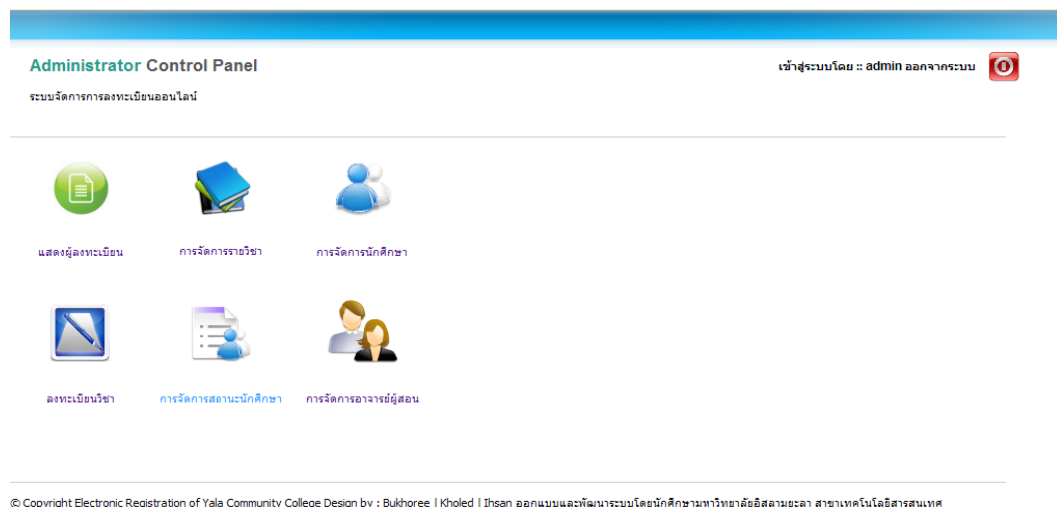 Administrator Control Panel
เข้าสู่ระบบโดย :: admin ออกจากระบบ
ระบบจัดการการลงทะเบียนออนไลน์
แสดงผู้ลงทะเบียน
การจัดการรายวิชา
การจัดการนักศึกษา
ลงทะเบียนวิชา
การจัดการสถานะนักศึกษา
การจัดการอาจารย์ผู้สอน
© Copyright Electronic Registration of Yala Community College Design by : Bukhoree | Kholed | Ihsan ออกแบบและพัฒนาระบบโดยนักศึกษามหาวิทยาลัยอิสลามยะลา สาขาเทคโนโลยีสารสนเทศ